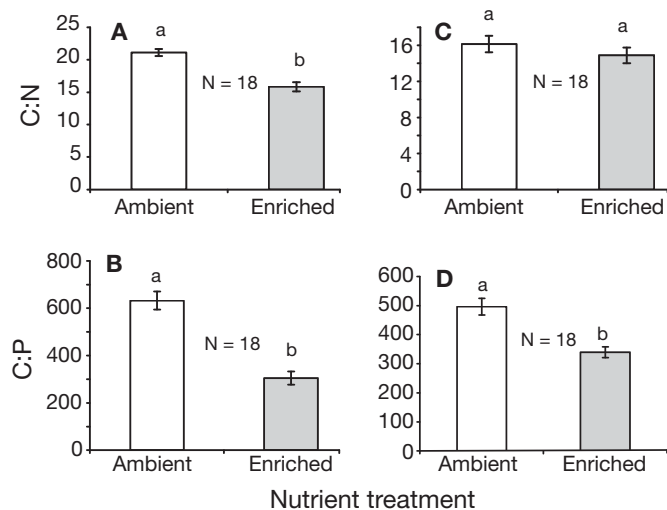 A
a
b
N = 18
C:N
25
20
15
10
5
0
Ambient
Enriched
C
a
a
N = 18
16
12
8
4
0
Ambient
Enriched
B
a
b
N = 18
C:P
800
600
400
200
0
Ambient
Enriched
D
a
b
N = 18
600
500
400
300
200
100
0
Ambient
Enriched
Nutrient treatment